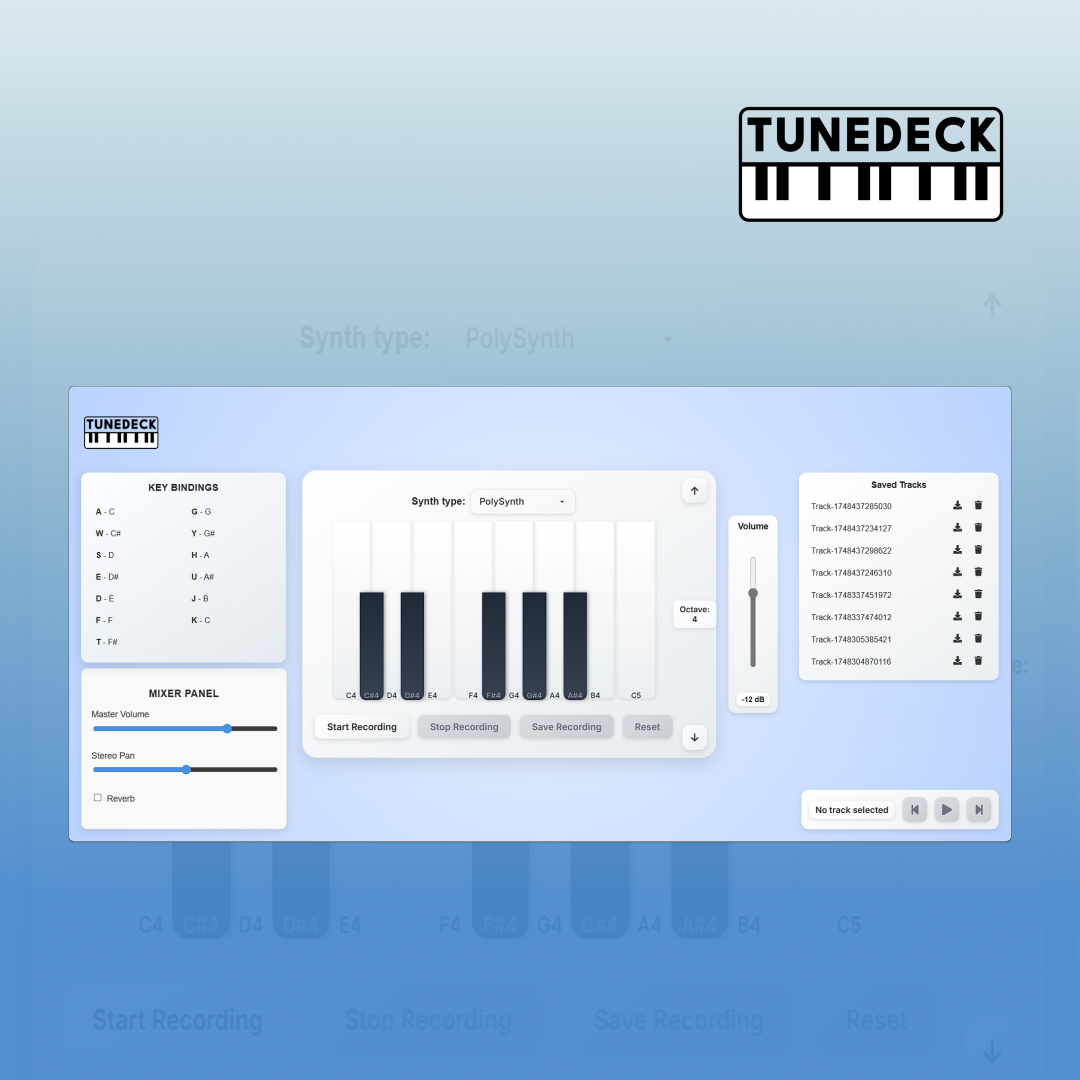 TUNEDECK
Synth type: PolySynth
TUNEDECK
KEY BINDINGS
A - C
W - C#
S - D
E - D#
D - E
F - F
T - F#
G - G
Y - G#
H - A
U - A#
J - B
K - C
MIXER PANEL
Master Volume
Stereo Pan
Reverb
Synth type: PolySynth
C4 C#4 D4 D#4 E4 F4 F#4 G4 G#4 A4 A#4 B4 C5
Start Recording Stop Recording Save Recording Reset
Octave:
4
Volume
-12 dB
Saved Tracks
Track-1748437285030
Track-1748437234127
Track-1748437298622
Track-1748437246310
Track-1748337451972
Track-1748337474012
Track-1748305385421
Track-1748304870116
No track selected
e:
C4 C#4 D4 D#4 E4 F4 F#4 G4 G#4 A4 A#4 B4 C5
Start Recording Stop Recording Save Recording Reset